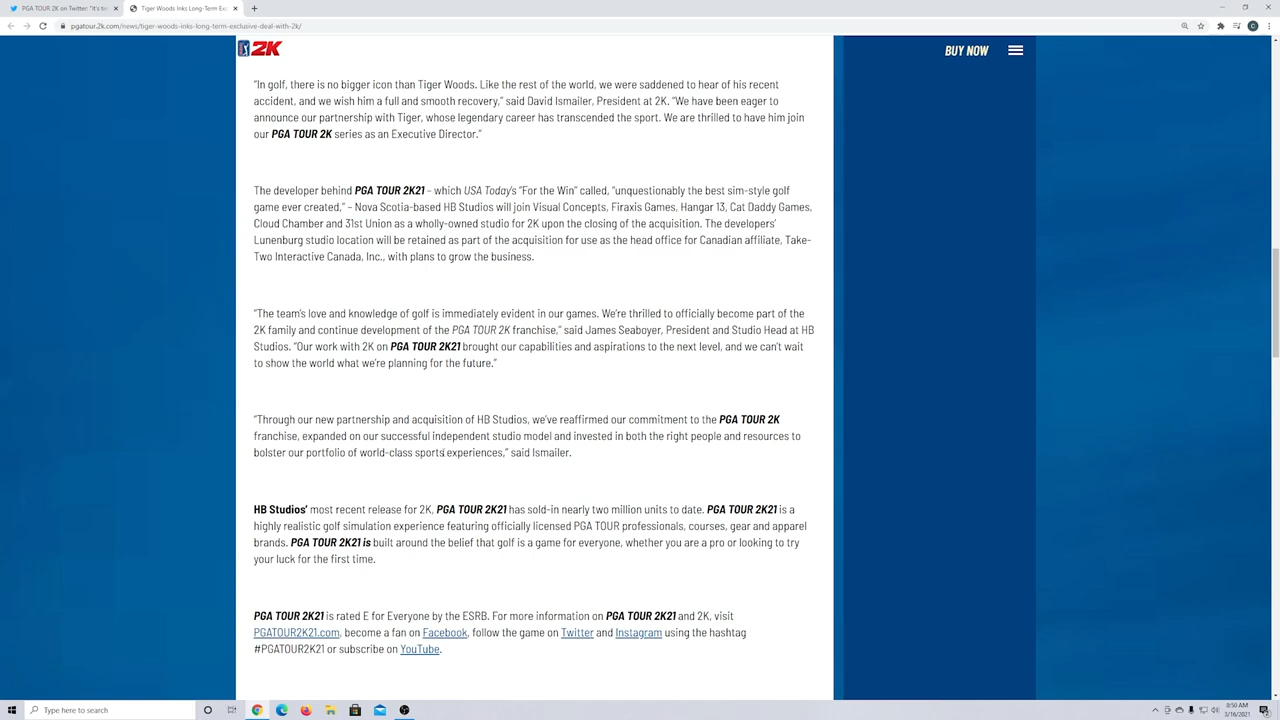 PGA TOUR 2K on Twitter: "It's ti
Tiger Woods Inks Long-Term Exc
pgatour.2k.com/news/tiger-woods-inks-long-term-exclusive-deal-with-2k/
2K
BUY NOW
"In golf, there is no bigger icon than Tiger Woods. Like the rest of the world, we were saddened to hear of his recent
accident, and we wish him a full and smooth recovery," said David Ismailer, President at 2K. "We have been eager to
announce our partnership with Tiger, whose legendary career has transcended the sport. We are thrilled to have him join
our PGA TOUR 2K series as an Executive Director."
The developer behind PGA TOUR 2K21 – which USA Today's "For the Win" called, "unquestionably the best sim-style golf
game ever created," – Nova Scotia-based HB Studios will join Visual Concepts, Firaxis Games, Hangar 13, Cat Daddy Games,
Cloud Chamber and 31st Union as a wholly-owned studio for 2K upon the closing of the acquisition. The developers'
Lunenburg studio location will be retained as part of the acquisition for use as the head office for Canadian affiliate, Take-
Two Interactive Canada, Inc., with plans to grow the business.
"The team's love and knowledge of golf is immediately evident in our games. We're thrilled to officially become part of the
2K family and continue development of the PGA TOUR 2K franchise," said James Seaboyer, President and Studio Head at HB
Studios. "Our work with 2K on PGA TOUR 2K21 brought our capabilities and aspirations to the next level, and we can't wait
to show the world what we're planning for the future."
"Through our new partnership and acquisition of HB Studios, we've reaffirmed our commitment to the PGA TOUR 2K
franchise, expanded on our successful independent studio model and invested in both the right people and resources to
bolster our portfolio of world-class sports experiences," said Ismailer.
HB Studios' most recent release for 2K, PGA TOUR 2K21 has sold-in nearly two million units to date. PGA TOUR 2K21 is a
highly realistic golf simulation experience featuring officially licensed PGA TOUR professionals, courses, gear and apparel
brands. PGA TOUR 2K21 is built around the belief that golf is a game for everyone, whether you are a pro or looking to try
your luck for the first time.
PGA TOUR 2K21 is rated E for Everyone by the ESRB. For more information on PGA TOUR 2K21 and 2K, visit
PGATOUR2K21.com, become a fan on Facebook, follow the game on Twitter and Instagram using the hashtag
#PGATOUR2K21 or subscribe on YouTube.
Type here to search
8:50 AM
3/16/2021